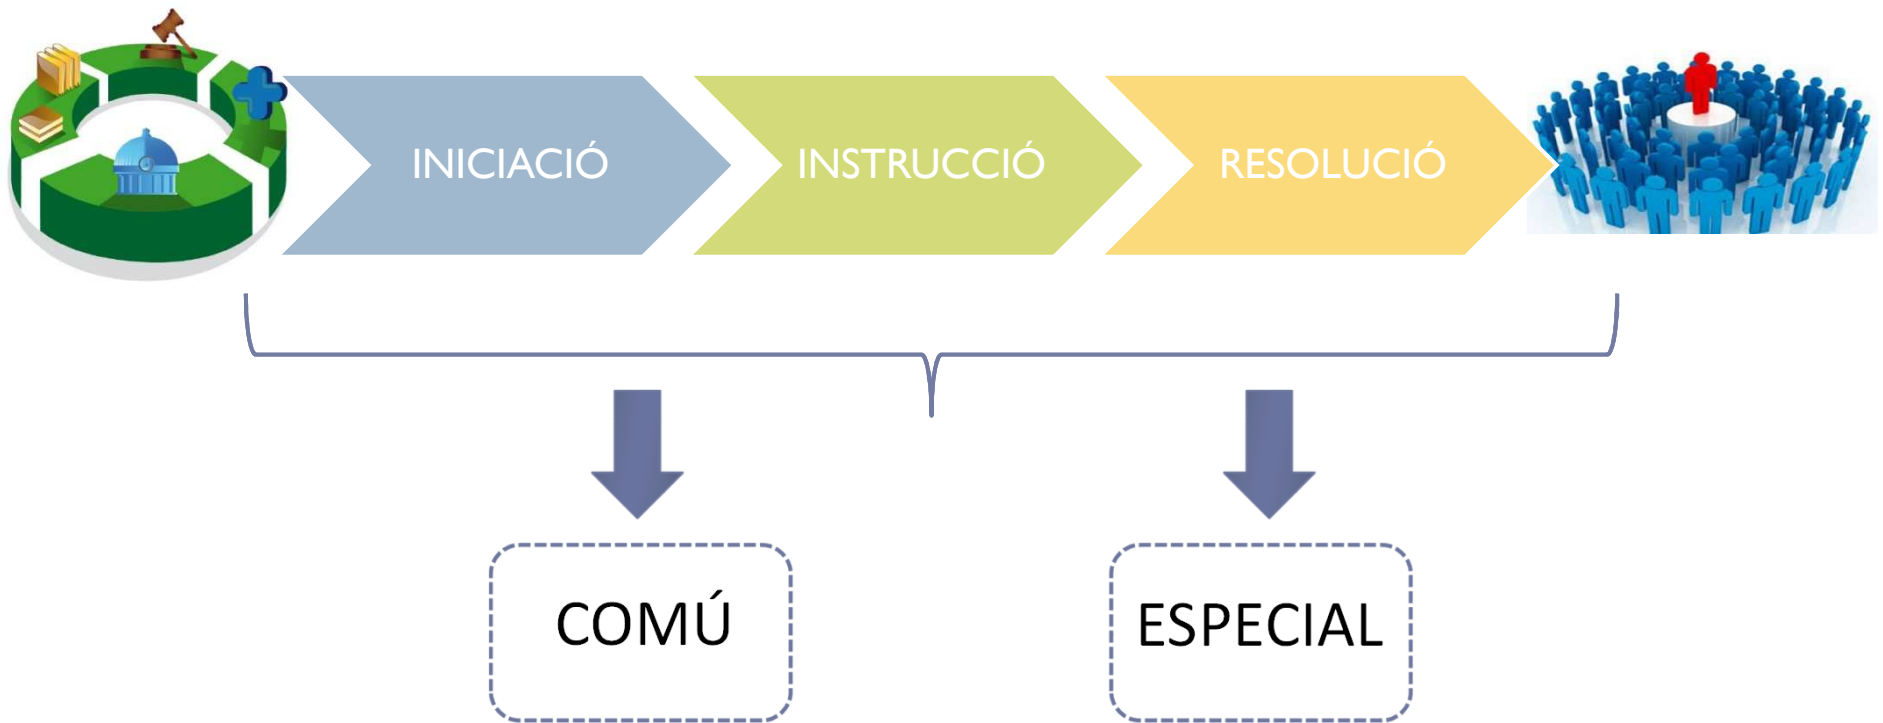 INICIACIÓ
INSTRUCCIÓ
RESOLUCIÓ
COMÚ
ESPECIAL